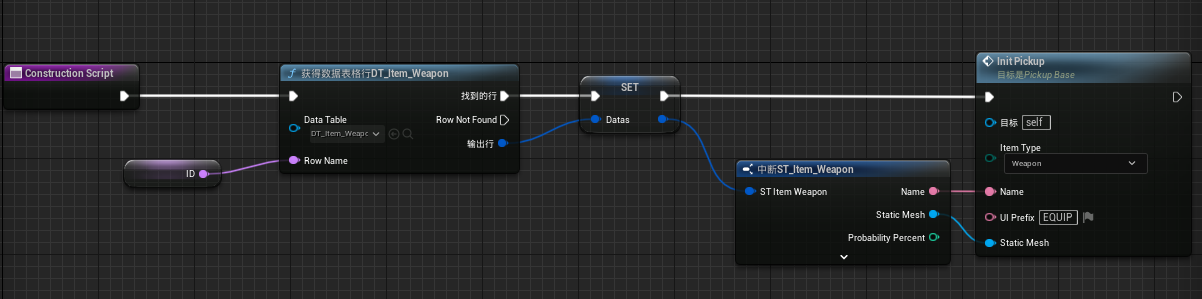 Construction Script
ID
获得数据表格行DT_Item_Weapon
找到的行
Data Table
DT_Item_Weapc
Row Not Found
输出行
Row Name
SET
Datas
中断ST_Item_Weapon
ST Item Weapon
Name
Static Mesh
Probability Percent
Init Pickup
目标是Pickup Base
目标 self
Item Type
Weapon
Name
UI Prefix EQUIP
Static Mesh